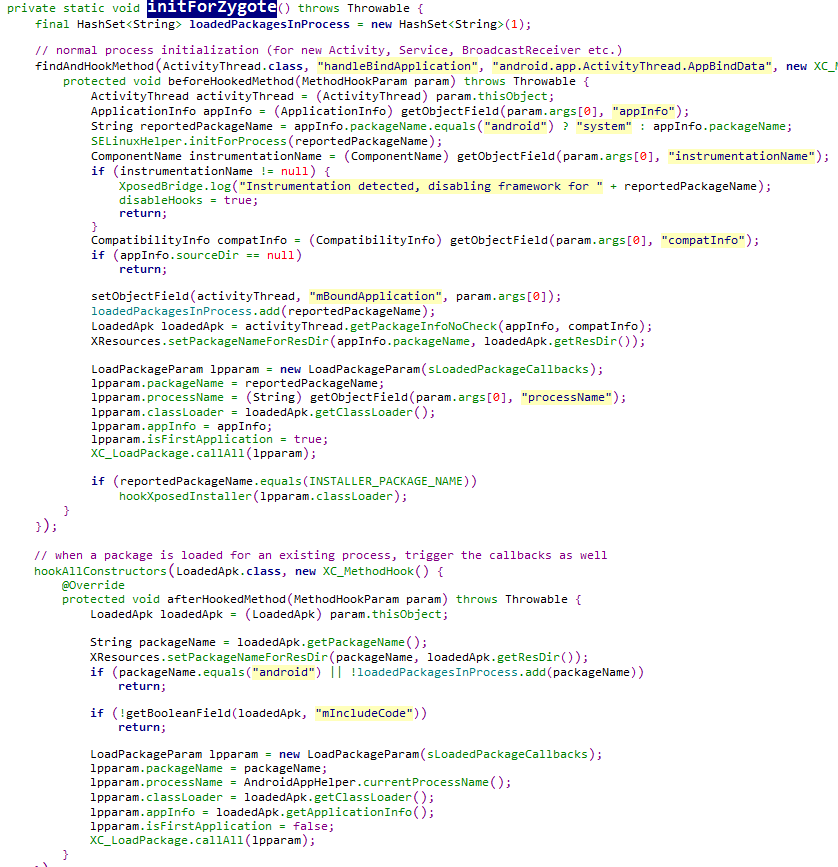 private static void initForZygote() throws Throwable {
    final HashSet<String> loadedPackagesInProcess = new HashSet<String>(1);

    // normal process initialization (for new Activity, Service, BroadcastReceiver etc.)
    findAndHookMethod(ActivityThread.class, "handleBindApplication", "android.app.ActivityThread.AppBindData", new XC_M
        protected void beforeHookedMethod(MethodHookParam param) throws Throwable {
            ActivityThread activityThread = (ActivityThread) param.thisObject;
            ApplicationInfo appInfo = (ApplicationInfo) getObjectField(param.args[0], "appInfo");
            String reportedPackageName = appInfo.packageName.equals("android") ? "system" : appInfo.packageName;
            SELinuxHelper.initForProcess(reportedPackageName);
            ComponentName instrumentationName = (ComponentName) getObjectField(param.args[0], "instrumentationName");
            if (instrumentationName != null) {
                XposedBridge.log("Instrumentation detected, disabling framework for " + reportedPackageName);
                disableHooks = true;
                return;
            }
            CompatibilityInfo compatInfo = (CompatibilityInfo) getObjectField(param.args[0], "compatInfo");
            if (appInfo.sourceDir == null)
                return;

            setObjectField(activityThread, "mBoundApplication", param.args[0]);
            loadedPackagesInProcess.add(reportedPackageName);
            LoadedApk loadedApk = activityThread.getPackageInfoNoCheck(appInfo, compatInfo);
            XResources.setPackageNameForResDir(appInfo.packageName, loadedApk.getResDir());

            LoadPackageParam lpparam = new LoadPackageParam(sLoadedPackageCallbacks);
            lpparam.packageName = reportedPackageName;
            lpparam.processName = (String) getObjectField(param.args[0], "processName");
            lpparam.classLoader = loadedApk.getClassLoader();
            lpparam.appInfo = appInfo;
            lpparam.isFirstApplication = true;
            XC_LoadPackage.callAll(lpparam);

            if (reportedPackageName.equals(INSTALLER_PACKAGE_NAME))
                hookXposedInstaller(lpparam.classLoader);
        }
    });

    // when a package is loaded for an existing process, trigger the callbacks as well
    hookAllConstructors(LoadedApk.class, new XC_MethodHook() {
        @Override
        protected void afterHookedMethod(MethodHookParam param) throws Throwable {
            LoadedApk loadedApk = (LoadedApk) param.thisObject;

            String packageName = loadedApk.getPackageName();
            XResources.setPackageNameForResDir(packageName, loadedApk.getResDir());
            if (packageName.equals("android") || !loadedPackagesInProcess.add(packageName))
                return;

            if (!getBooleanField(loadedApk, "mIncludeCode"))
                return;

            LoadPackageParam lpparam = new LoadPackageParam(sLoadedPackageCallbacks);
            lpparam.packageName = packageName;
            lpparam.processName = AndroidAppHelper.currentProcessName();
            lpparam.classLoader = loadedApk.getClassLoader();
            lpparam.appInfo = loadedApk.getApplicationInfo();
            lpparam.isFirstApplication = false;
            XC_LoadPackage.callAll(lpparam);
        }